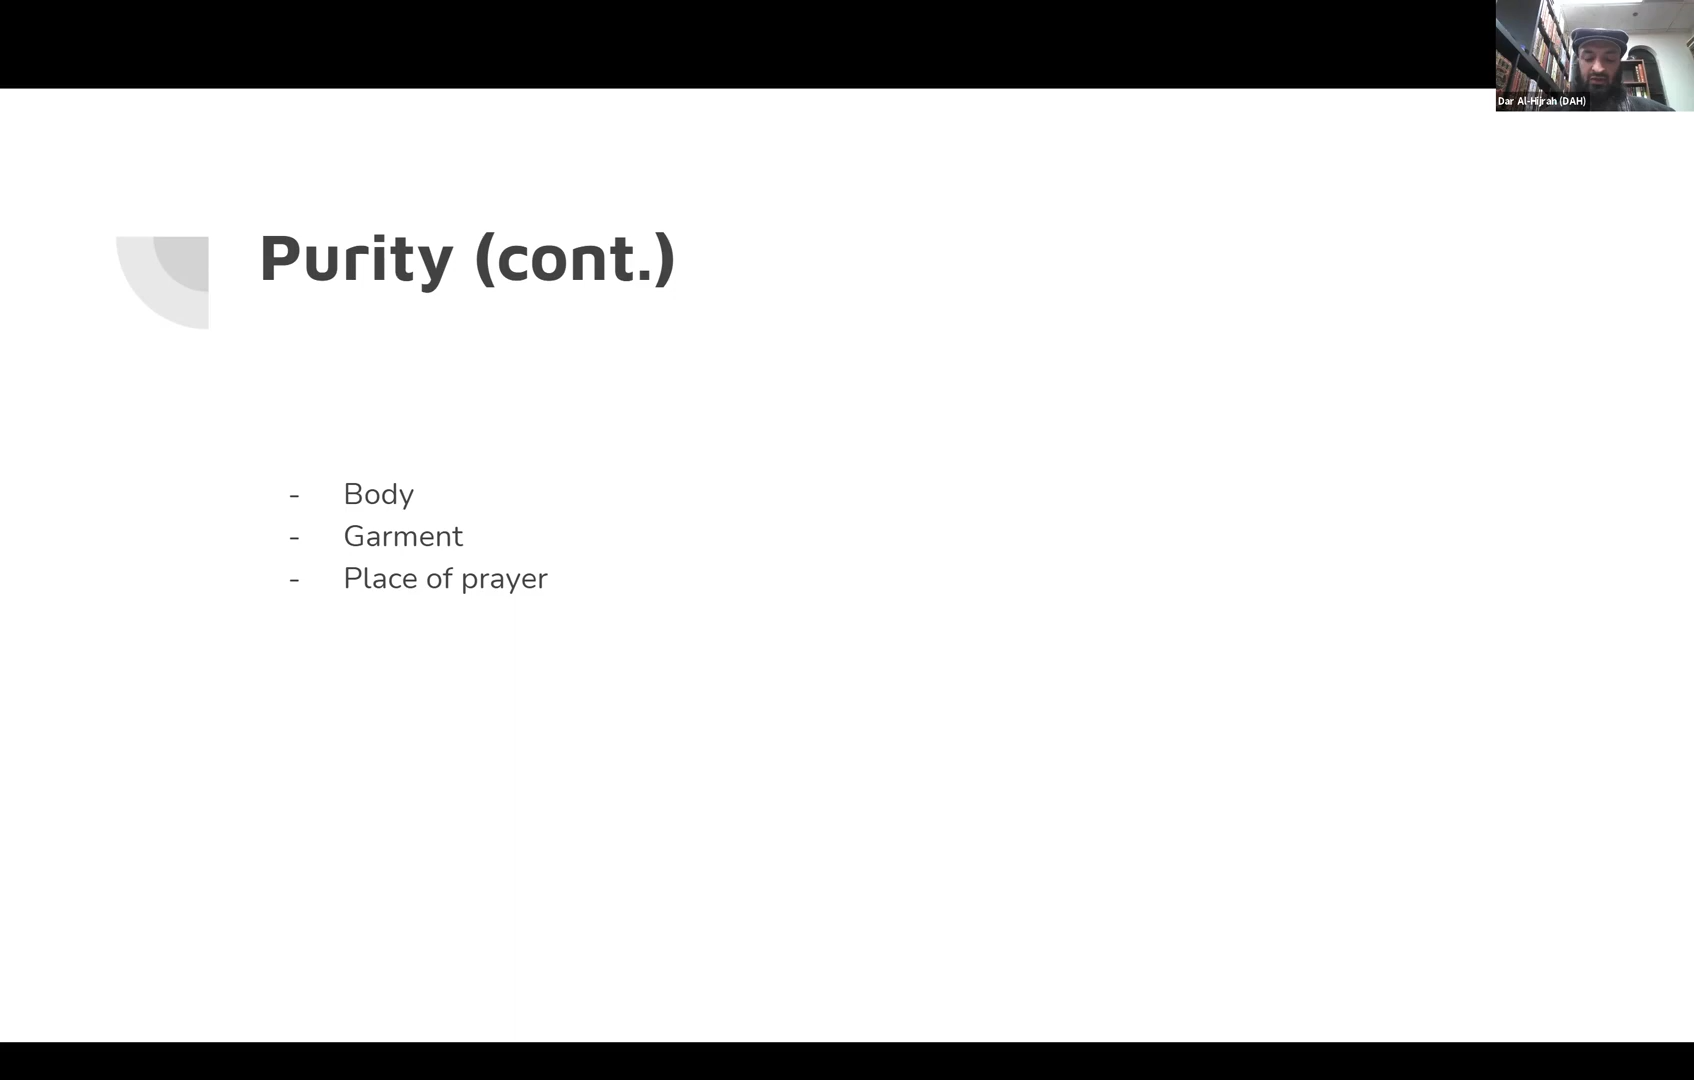 Dar Al-Hijrah (DAH)
Purity (cont.)
- Body
- Garment
- Place of prayer